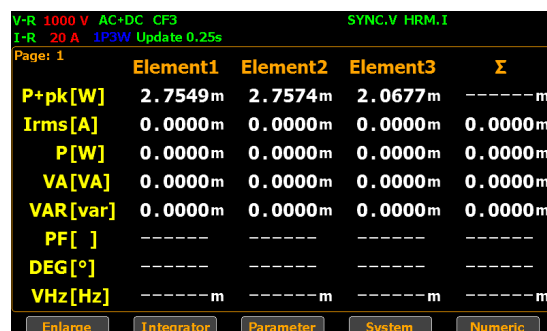 V-R 1000 V AC+DC CF3 SYNC.V HRM.I
I-R 20 A 1P3W Update 0.25s
Page: 1
Element1 Element2 Element3 Σ
P+pk[W] 2.7549m 2.7574m 2.0677m ------m
Irms[A] 0.0000m 0.0000m 0.0000m 0.0000m
P[W] 0.0000m 0.0000m 0.0000m 0.0000m
VA[VA] 0.0000m 0.0000m 0.0000m 0.0000m
VAR[var] 0.0000m 0.0000m 0.0000m 0.0000m
PF[ ] ------ ------ ------ ------
DEG[°] ------ ------ ------ ------
VHz[Hz] ------m ------m ------m ------m
Enlarge Integrator Parameter System Numeric